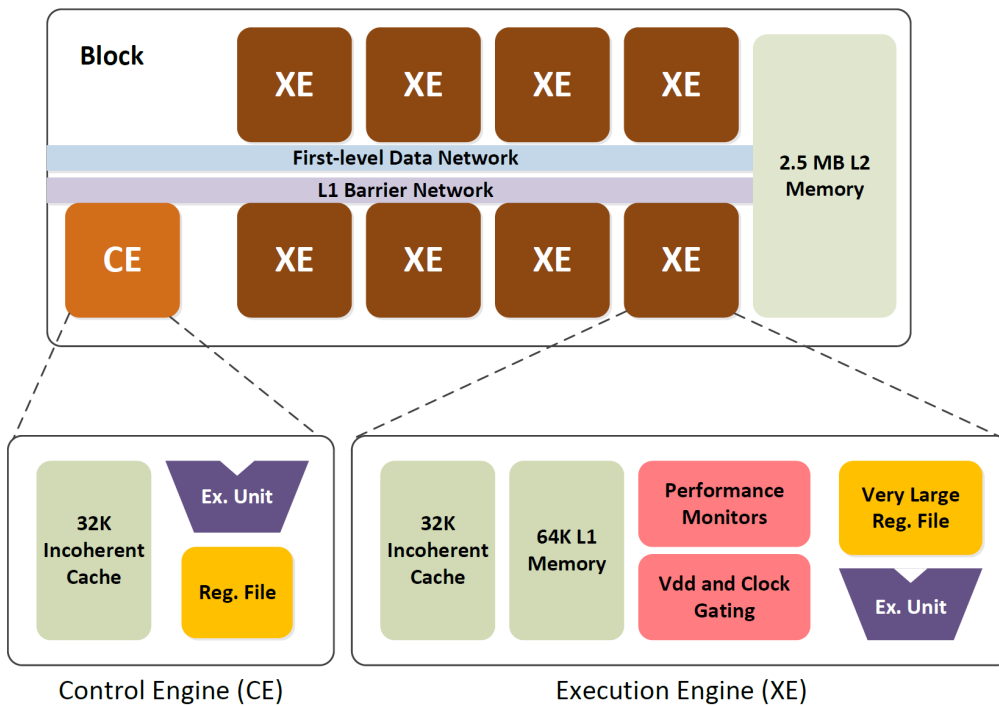 Block
XE
XE
XE
XE
First-level Data Network
L1 Barrier Network
2.5 MB L2
Memory
CE
XE
XE
XE
XE
32K
Incoherent
Cache
Ex. Unit
Reg. File
Control Engine (CE)
32K
Incoherent
Cache
64K L1
Memory
Performance
Monitors
Vdd and Clock
Gating
Very Large
Reg. File
Ex. Unit
Execution Engine (XE)